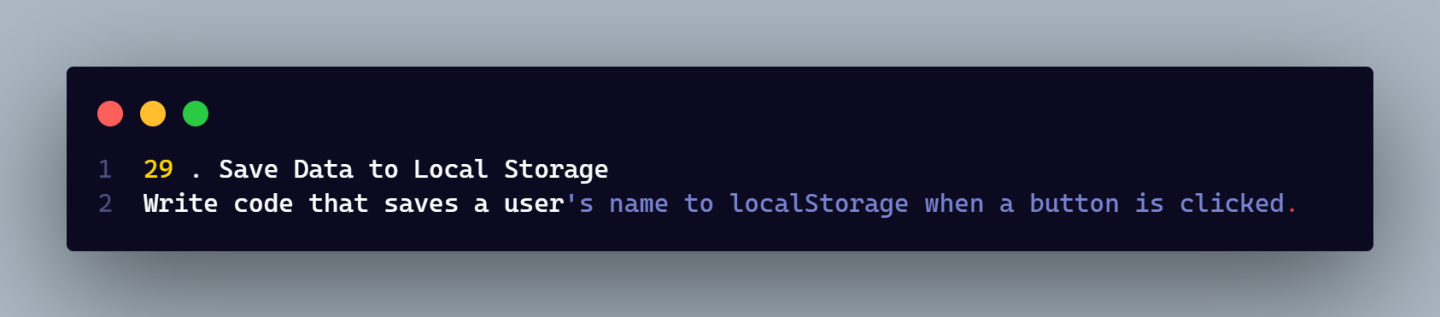 1 29 . Save Data to Local Storage
2 Write code that saves a user's name to localStorage when a button is clicked.